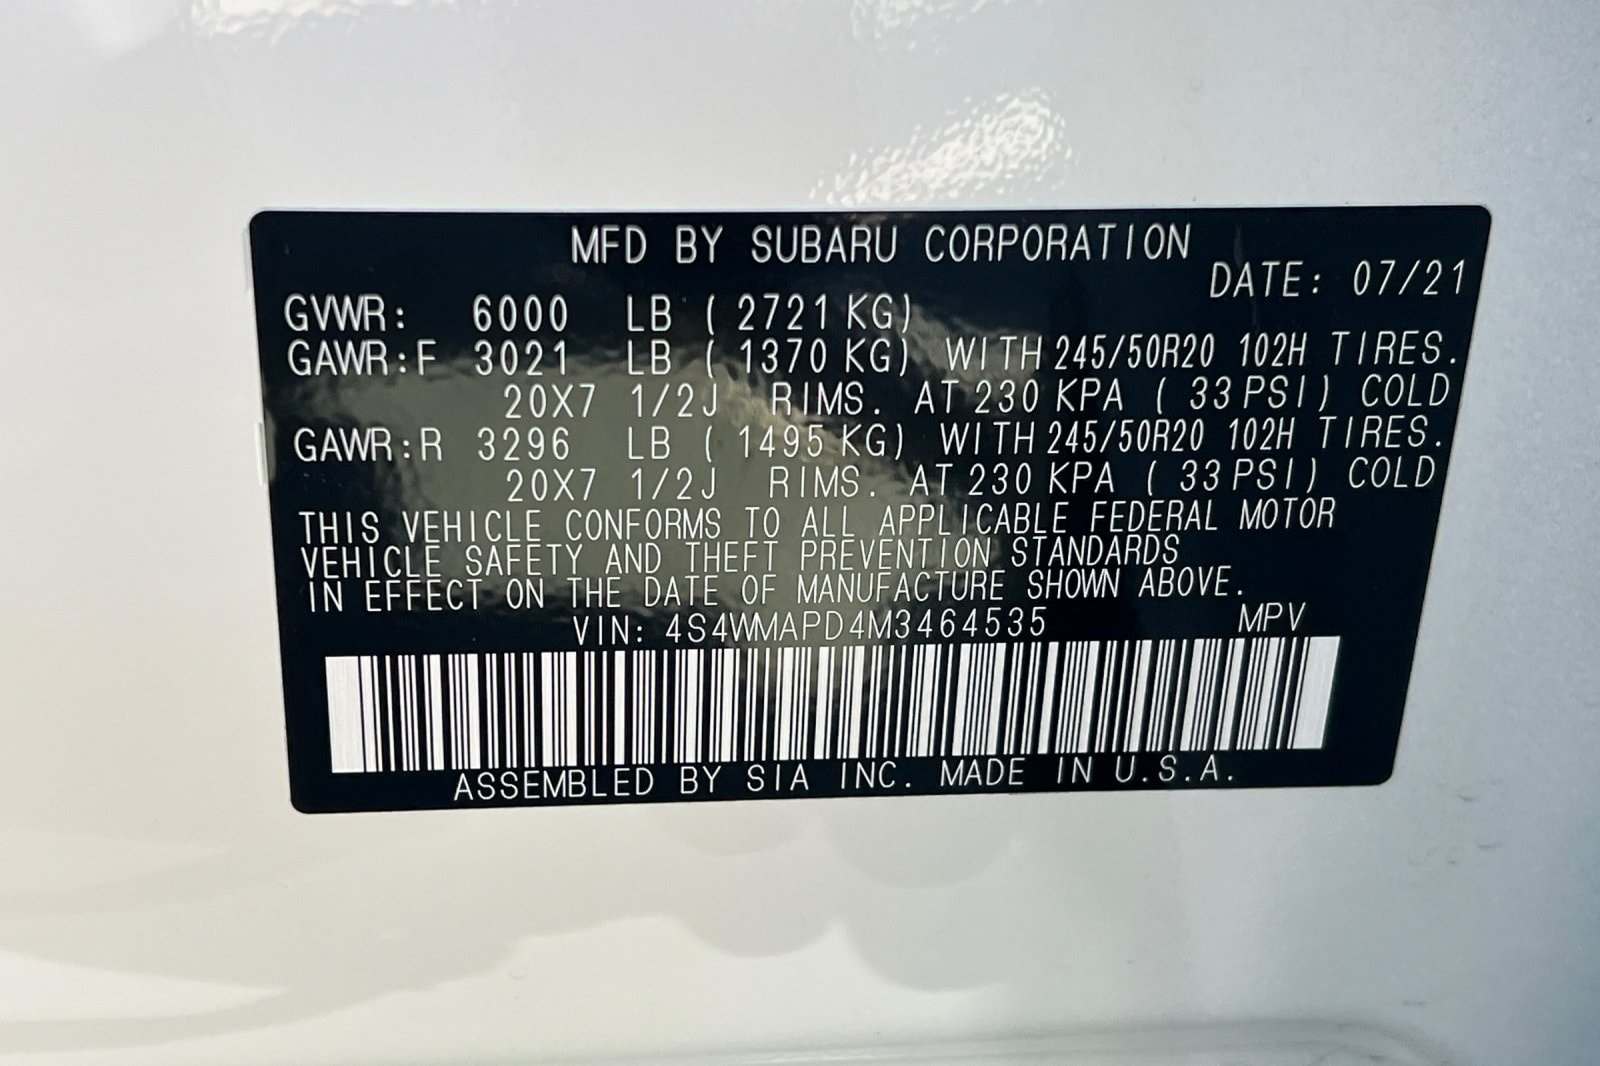 MFD BY SUBARU CORPORATION
DATE: 07/21
GVWR: 6000 LB ( 2721 KG)
GAWR:F 3021 LB ( 1370 KG) WITH 245/50R20 102H TIRES.
20X7 1/2J RIMS. AT 230 KPA ( 33 PSI) COLD
GAWR:R 3296 LB ( 1495 KG) WITH 245/50R20 102H TIRES.
20X7 1/2J RIMS. AT 230 KPA ( 33 PSI) COLD
THIS VEHICLE CONFORMS TO ALL APPLICABLE FEDERAL MOTOR
VEHICLE SAFETY AND THEFT PREVENTION STANDARDS
IN EFFECT ON THE DATE OF MANUFACTURE SHOWN ABOVE.
VIN: 4S4WMAPD4M3464535 MPV
ASSEMBLED BY SIA INC. MADE IN U.S.A.